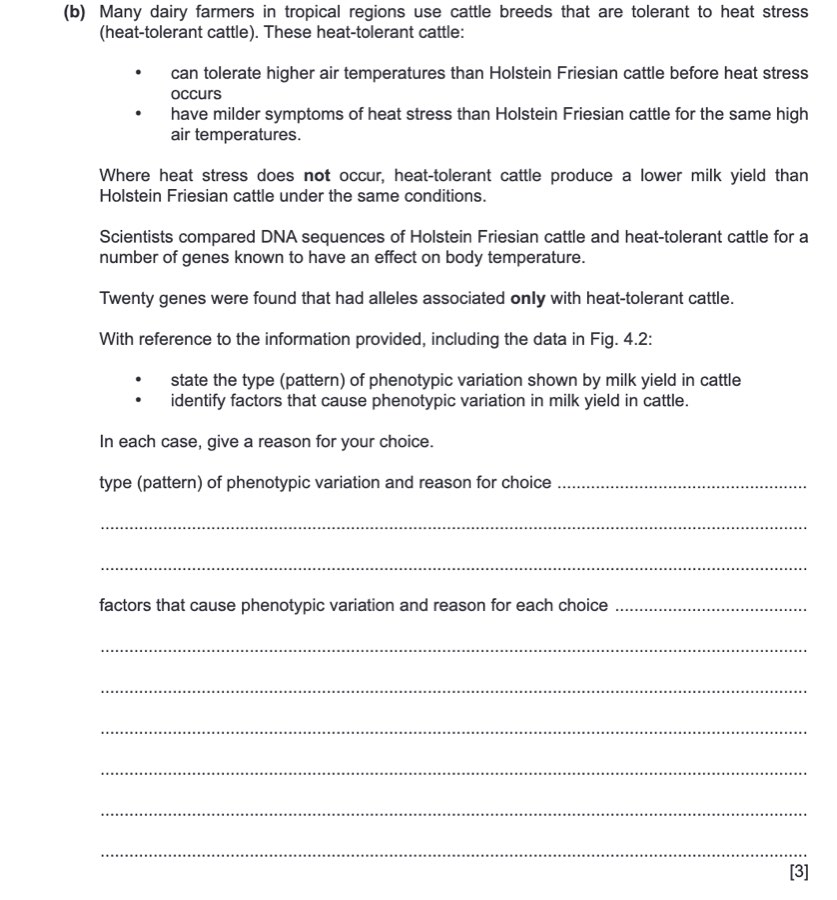 (b) Many dairy farmers in tropical regions use cattle breeds that are tolerant to heat stress
(heat-tolerant cattle). These heat-tolerant cattle:
• can tolerate higher air temperatures than Holstein Friesian cattle before heat stress
occurs
• have milder symptoms of heat stress than Holstein Friesian cattle for the same high
air temperatures.
Where heat stress does not occur, heat-tolerant cattle produce a lower milk yield than
Holstein Friesian cattle under the same conditions.
Scientists compared DNA sequences of Holstein Friesian cattle and heat-tolerant cattle for a
number of genes known to have an effect on body temperature.
Twenty genes were found that had alleles associated only with heat-tolerant cattle.
With reference to the information provided, including the data in Fig. 4.2:
• state the type (pattern) of phenotypic variation shown by milk yield in cattle
• identify factors that cause phenotypic variation in milk yield in cattle.
In each case, give a reason for your choice.
type (pattern) of phenotypic variation and reason for choice
factors that cause phenotypic variation and reason for each choice
[3]